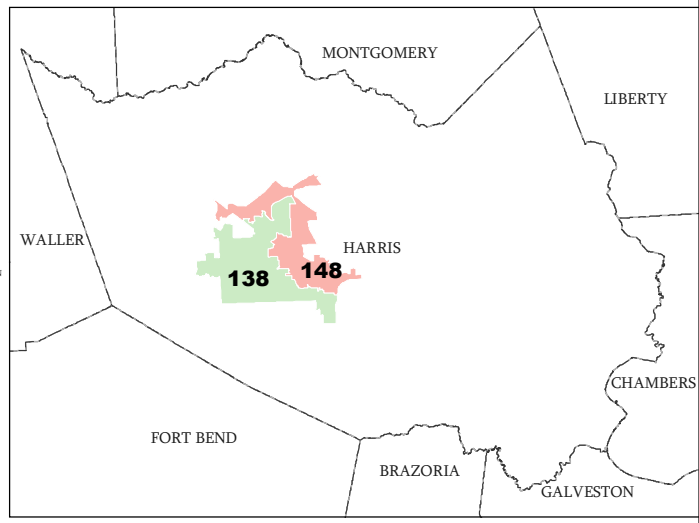 MONTGOMERY
LIBERTY
WALLER
HARRIS
138
148
CHAMBERS
FORT BEND
BRAZORIA
GALVESTON